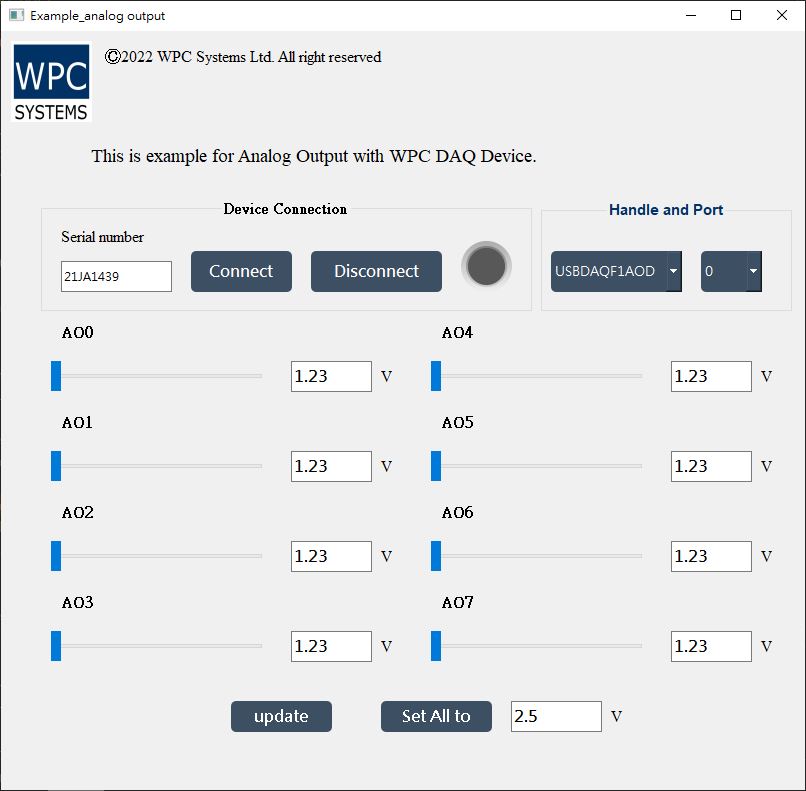 Example_analog output
WPC
SYSTEMS
©2022 WPC Systems Ltd. All right reserved
This is example for Analog Output with WPC DAQ Device.
Device Connection
Serial number
21JA1439
Connect
Disconnect
Handle and Port
USBDAQF1AOD
0
AO0
1.23 V
AO4
1.23 V
AO1
1.23 V
AO5
1.23 V
AO2
1.23 V
AO6
1.23 V
AO3
1.23 V
AO7
1.23 V
update
Set All to
2.5 V